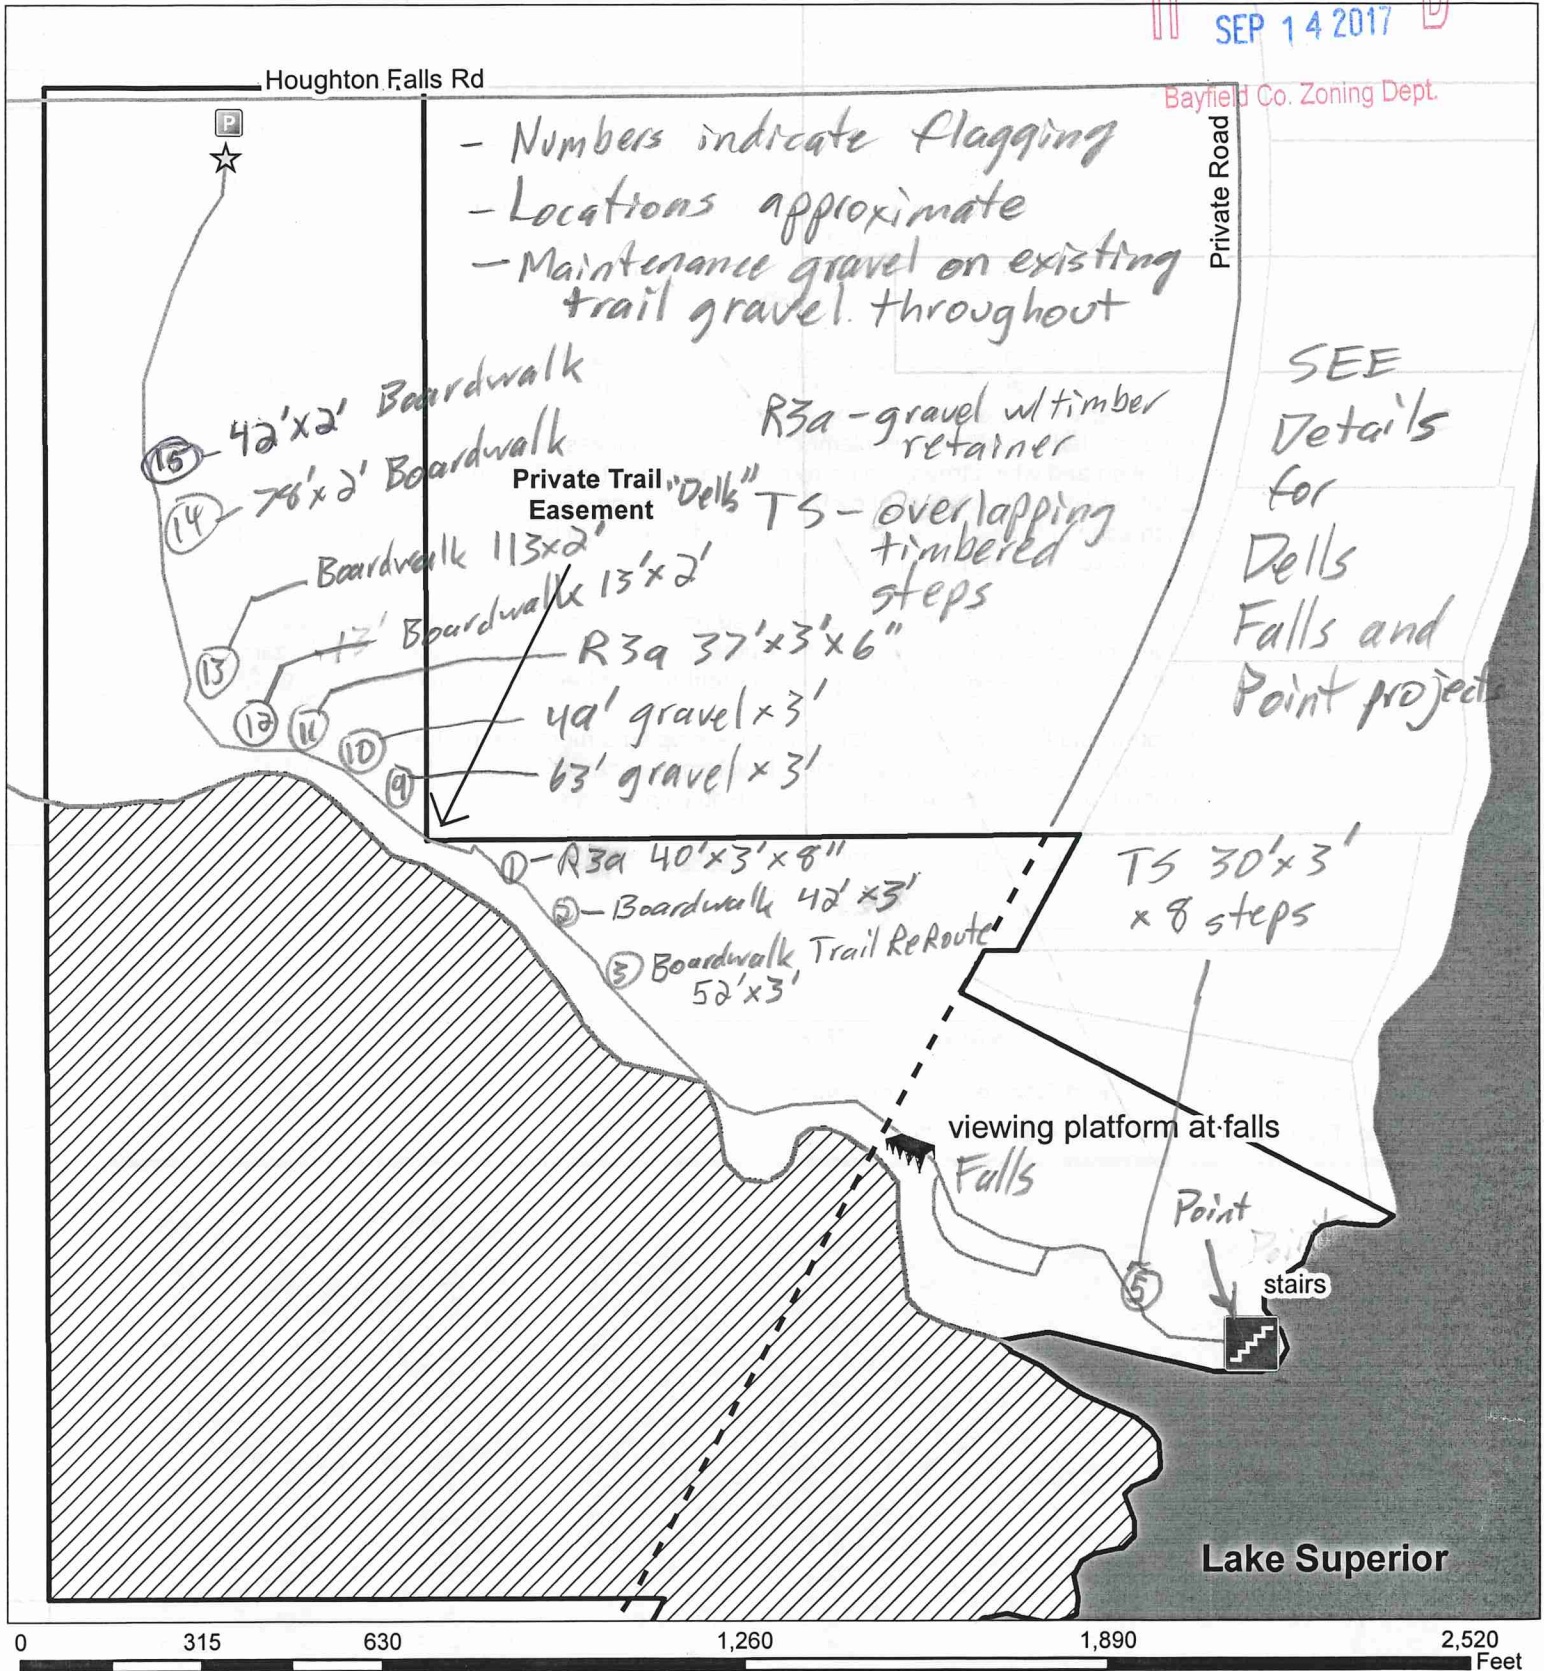 SEP 14 2017
Bayfield Co. Zoning Dept.
Houghton Falls Rd
P
Private Road
- Numbers indicate flagging
- Locations approximate
- Maintenance gravel on existing
trail gravel throughout
SEE
Details
for
Dells
Falls and
Point projects
R3a - gravel w/ timber
retainer
TS - overlapping
timbered
steps
15 - 42'x2' Boardwalk
14 - 78'x2' Boardwalk
Private Trail "Dells"
Easement
13 Boardwalk 113x2'
12 13' Boardwalk 13'x2'
11 R3a 37'x3'x6"
10 42' gravel x 3'
9 63' gravel x 3'
1 - R3a 40'x3'x8"
2 - Boardwalk 42'x3'
3 Boardwalk Trail ReRoute
52'x3'
TS 30'x3'
x 8 steps
viewing platform at falls
Falls
Point
Point
5
stairs
Lake Superior
0 315 630 1,260 1,890 2,520
Feet